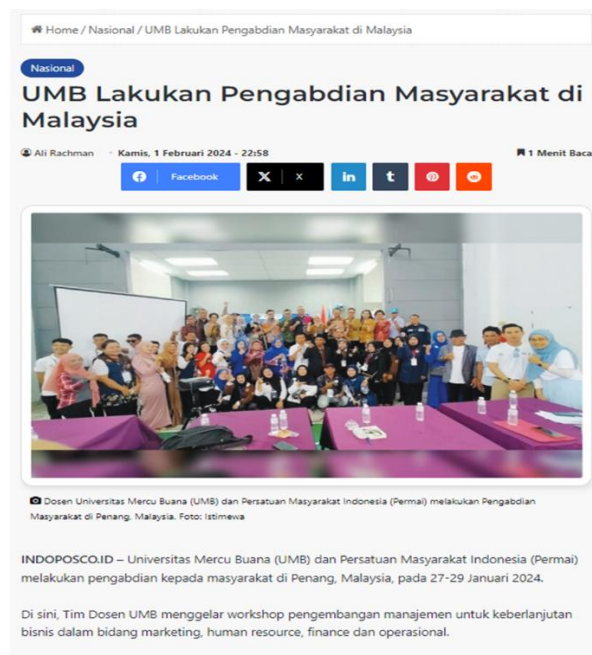 Home / Nasional / UMB Lakukan Pengabdian Masyarakat di Malaysia
Nasional
UMB Lakukan Pengabdian Masyarakat di
Malaysia
Ali Rachman - Kamis, 1 Februari 2024 - 22:58 1 Menit Baca
Facebook X in t
Dosen Universitas Mercu Buana (UMB) dan Persatuan Masyarakat Indonesia (Permai) melakukan Pengabdian
Masyarakat di Penang, Malaysia. Foto: Istimewa
INDOPOSCO.ID – Universitas Mercu Buana (UMB) dan Persatuan Masyarakat Indonesia (Permai)
melakukan pengabdian kepada masyarakat di Penang, Malaysia, pada 27-29 Januari 2024.
Di sini, Tim Dosen UMB menggelar workshop pengembangan manajemen untuk keberlanjutan
bisnis dalam bidang marketing, human resource, finance dan operasional.